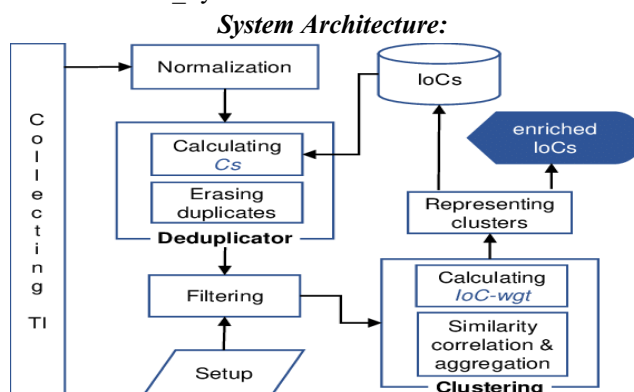 System Architecture:
Collecting TI
Normalization
IoCs
enriched
IoCs
Calculating
Cs
Erasing
duplicates
Deduplicator
Representing
clusters
Filtering
Calculating
IoC-wgt
Similarity
correlation &
aggregation
Clustering
Setup